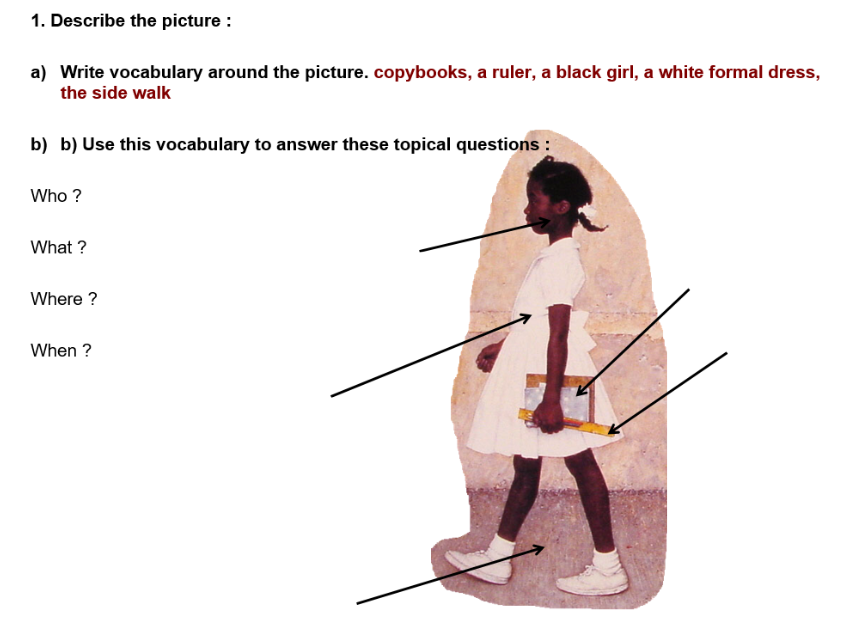 1. Describe the picture :
a) Write vocabulary around the picture. copybooks, a ruler, a black girl, a white formal dress,
the side walk
b) b) Use this vocabulary to answer these topical questions :
Who ?
What ?
Where ?
When ?